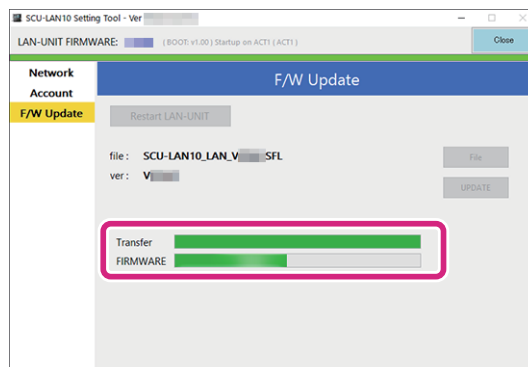 SCU-LAN10 Setting Tool - Ver
LAN-UNIT FIRMWARE: ( BOOT: v1.00 ) Startup on ACT1 ( ACT1 )
Close
Network
Account
F/W Update
F/W Update
Restart LAN-UNIT
file : SCU-LAN10_LAN_V SFL
ver : V
File
UPDATE
Transfer
FIRMWARE